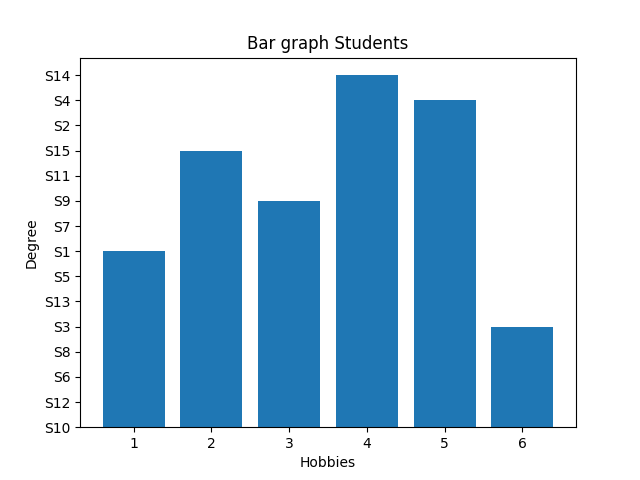 Bar graph Students
Degree
S14
S4
S2
S15
S11
S9
S7
S1
S5
S13
S3
S8
S6
S12
S10
1 2 3 4 5 6
Hobbies